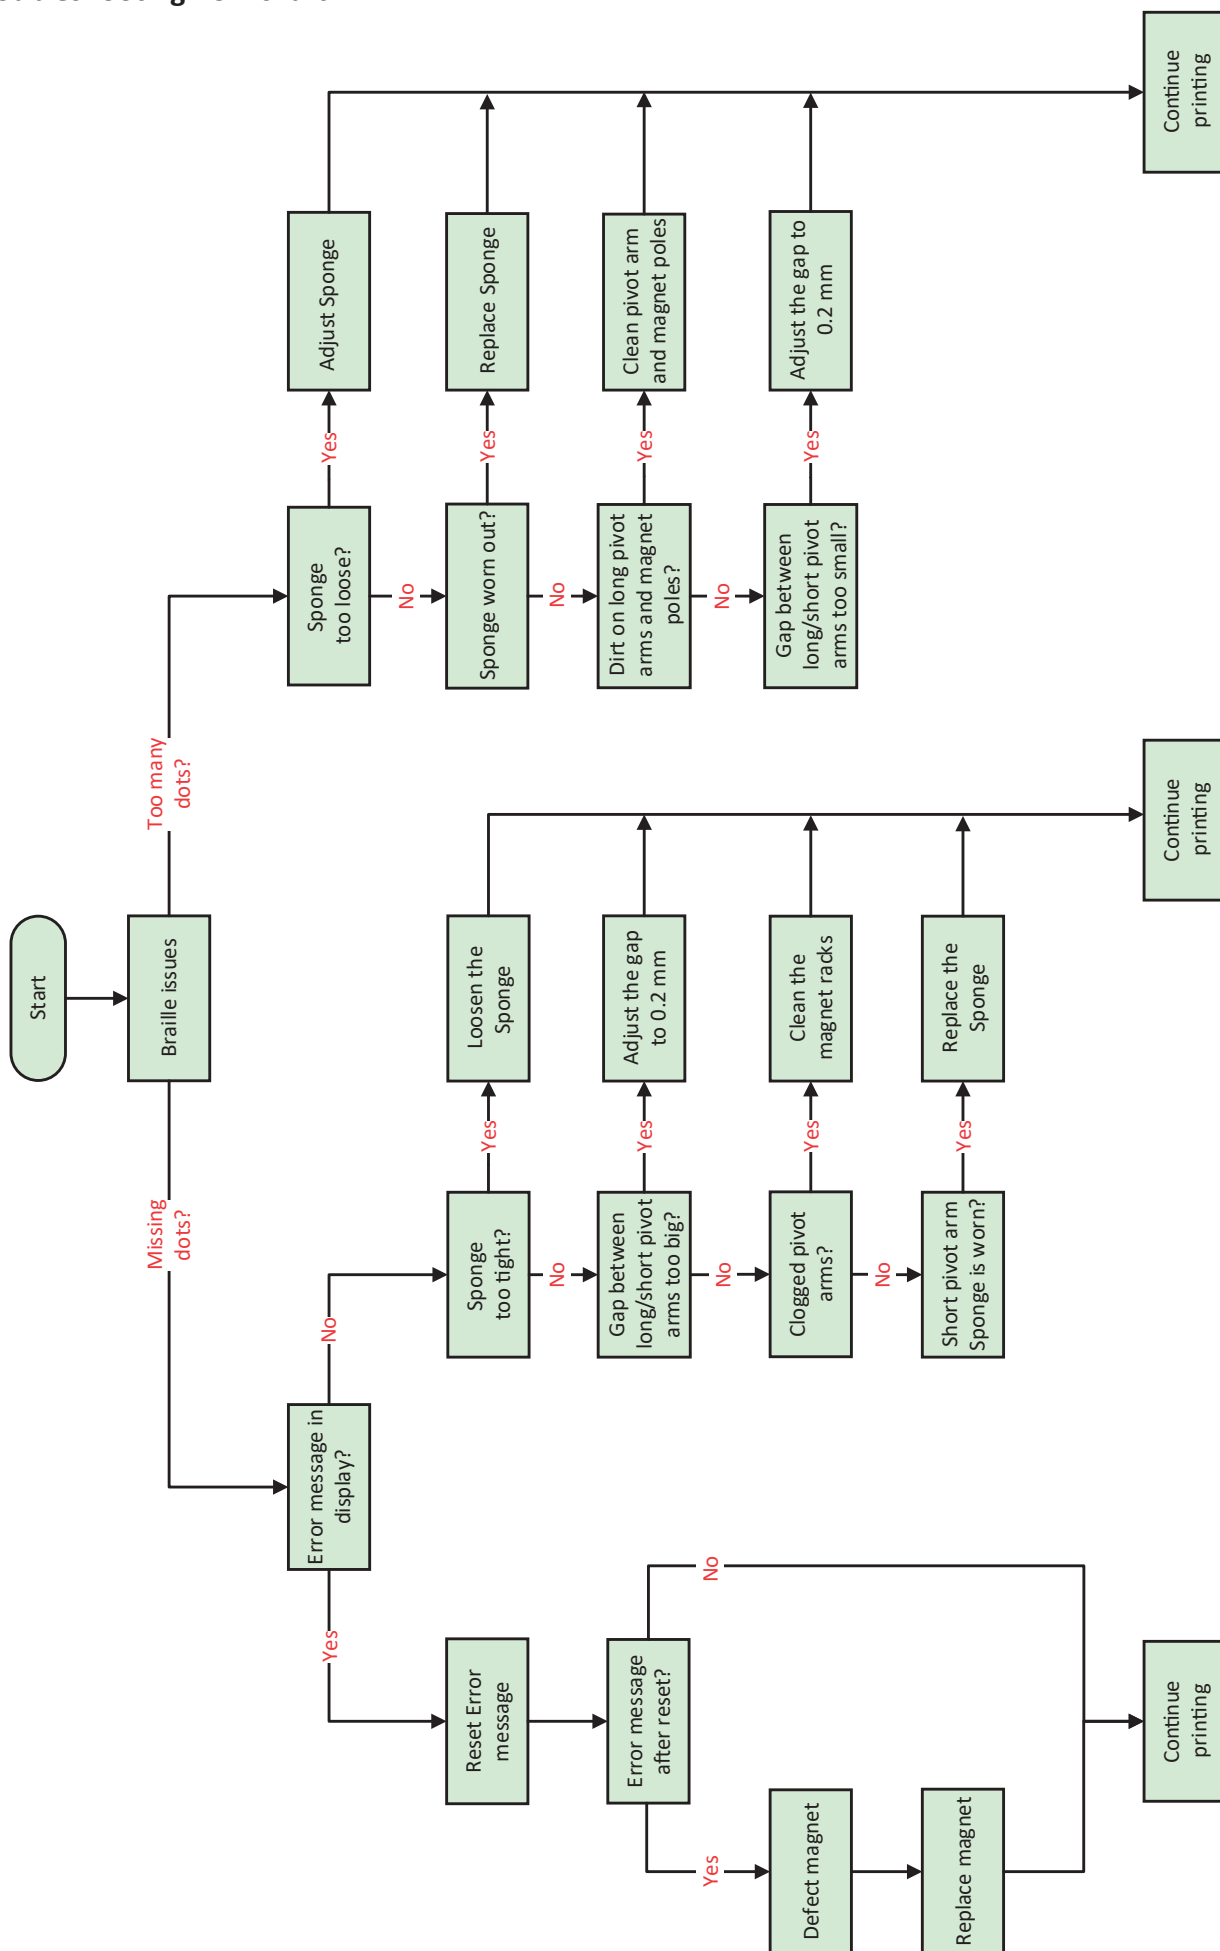 Start
Braille issues
Missing
dots?
Too many
dots?
Error message in
display?
Yes
No
Reset Error
message
Error message
after reset?
Yes
No
Defect magnet
Replace magnet
Continue
printing
Sponge
too tight?
Yes
Loosen the
Sponge
No
Gap between
long/short pivot
arms too big?
Yes
Adjust the gap
to 0.2 mm
No
Clogged pivot
arms?
Yes
Clean the
magnet racks
No
Short pivot arm
Sponge is worn?
Yes
Replace the
Sponge
Continue
printing
Sponge
too loose?
Yes
Adjust Sponge
No
Sponge worn out?
Yes
Replace Sponge
No
Dirt on long pivot
arms and magnet
poles?
Yes
Clean pivot arm
and magnet poles
No
Gap between
long/short pivot
arms too small?
Yes
Adjust the gap to
0.2 mm
Continue
printing